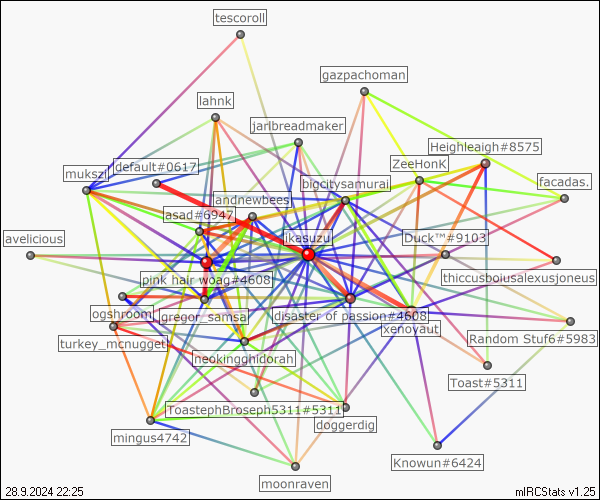 tescoroll
gazpachoman
lahnk
jarlbreadmaker
Heighleaigh#8575
ZeeHonK
default#0617
mukszi
bigcitysamurai
facadas.
landnewbees
asad#6947
avelicious
ikasuzu
Duck™#9103
pink hair woag#4608
thiccusboiusalexusjoneus
ogshroom
gregor_samsa
disaster of passion#4608
xenoyaut
Random Stuf6#5983
turkey_mcnugget
neokingghidorah
Toast#5311
ToastephBroseph5311#5311
doggerdig
mingus4742
Knowun#6424
moonraven
28.9.2024 22:25
mIRCStats v1.25